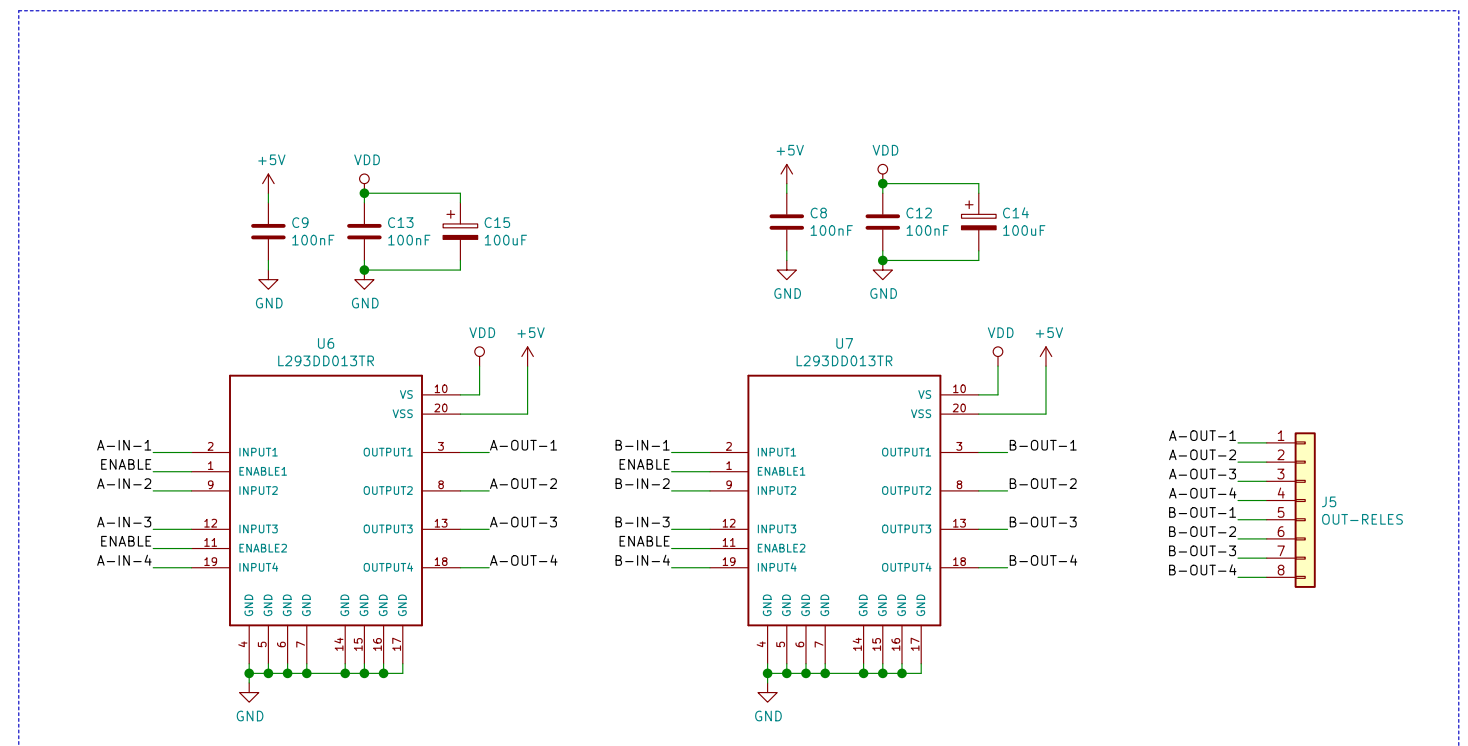 +5V
VDD
C9
100nF
C13
100nF
+
C15
100uF
GND
GND
+5V
VDD
C8
100nF
C12
100nF
+
C14
100uF
GND
GND
U6
L293DD013TR
VDD
+5V
VS 10
VSS 20
A-IN-1 2 INPUT1 OUTPUT1 3 A-OUT-1
ENABLE 1 ENABLE1
A-IN-2 9 INPUT2 OUTPUT2 8 A-OUT-2
A-IN-3 12 INPUT3 OUTPUT3 13 A-OUT-3
ENABLE 11 ENABLE2
A-IN-4 19 INPUT4 OUTPUT4 18 A-OUT-4
GND GND GND GND GND GND GND GND
4 5 6 7 14 15 16 17
GND
U7
L293DD013TR
VDD
+5V
VS 10
VSS 20
B-IN-1 2 INPUT1 OUTPUT1 3 B-OUT-1
ENABLE 1 ENABLE1
B-IN-2 9 INPUT2 OUTPUT2 8 B-OUT-2
B-IN-3 12 INPUT3 OUTPUT3 13 B-OUT-3
ENABLE 11 ENABLE2
B-IN-4 19 INPUT4 OUTPUT4 18 B-OUT-4
GND GND GND GND GND GND GND GND
4 5 6 7 14 15 16 17
GND
A-OUT-1 1
A-OUT-2 2
A-OUT-3 3
A-OUT-4 4
B-OUT-1 5
B-OUT-2 6
B-OUT-3 7
B-OUT-4 8
J5
OUT-RELES